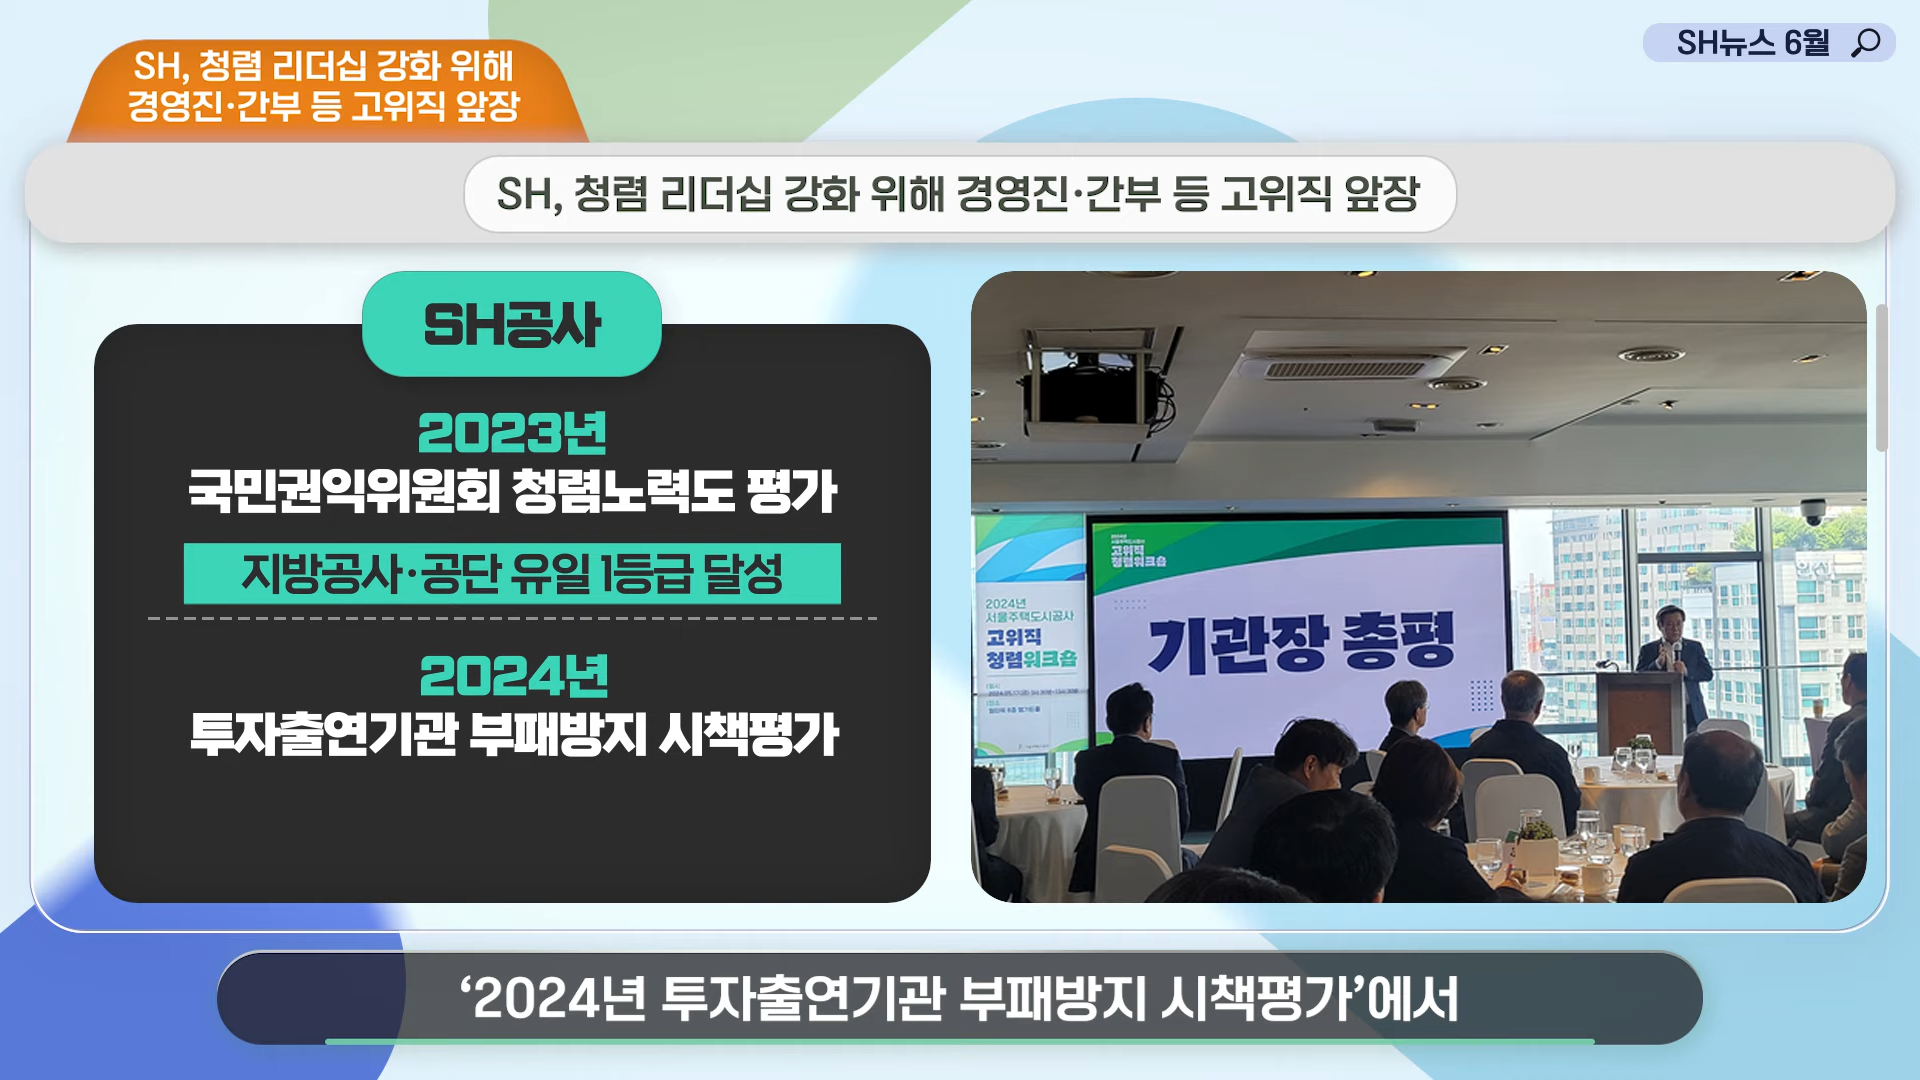 SH, 청렴 리더십 강화 위해
경영진·간부 등 고위직 앞장
SH뉴스 6월
SH, 청렴 리더십 강화 위해 경영진·간부 등 고위직 앞장
SH공사
2023년
국민권익위원회 청렴노력도 평가
지방공사·공단 유일 1등급 달성
2024년
투자출연기관 부패방지 시책평가
고위직
청렴워크숍
기관장 총평
2024년
서울주택도시공사
고위직
청렴워크숍
‘2024년 투자출연기관 부패방지 시책평가’에서